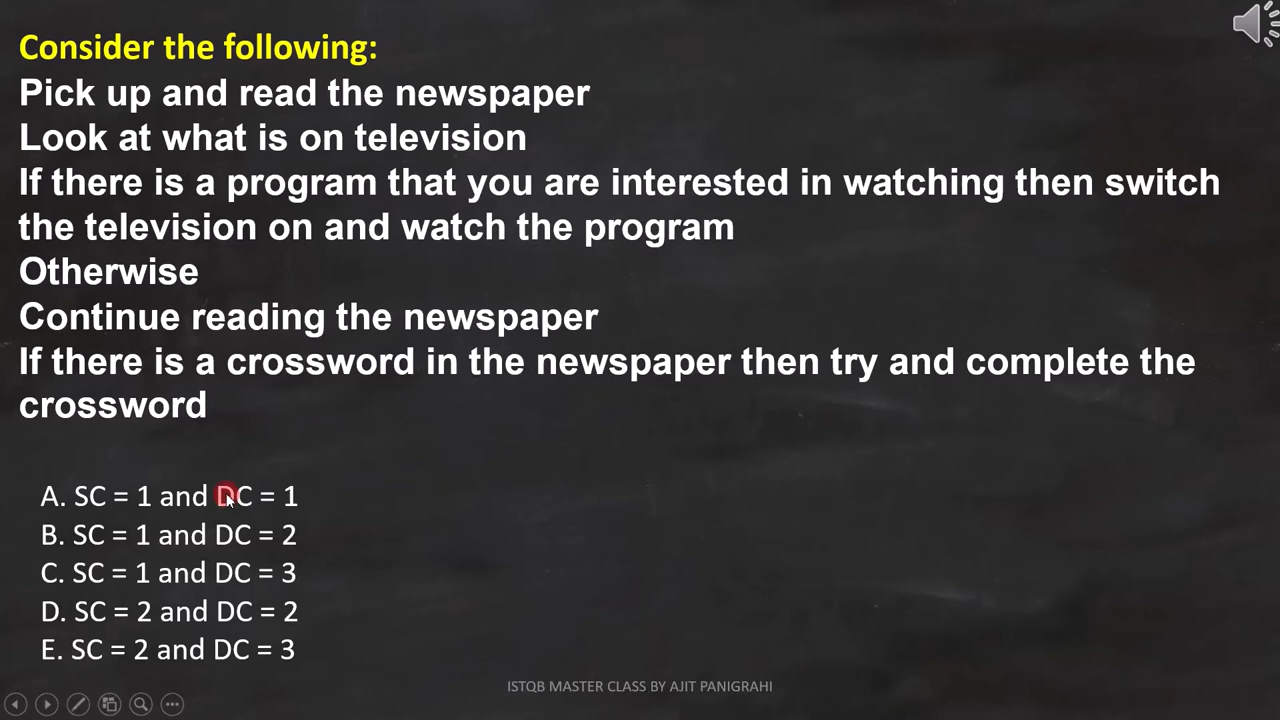 Consider the following:
Pick up and read the newspaper
Look at what is on television
If there is a program that you are interested in watching then switch
the television on and watch the program
Otherwise
Continue reading the newspaper
If there is a crossword in the newspaper then try and complete the
crossword
A. SC = 1 and DC = 1
B. SC = 1 and DC = 2
C. SC = 1 and DC = 3
D. SC = 2 and DC = 2
E. SC = 2 and DC = 3
ISTQB MASTER CLASS BY AJIT PANIGRAHI